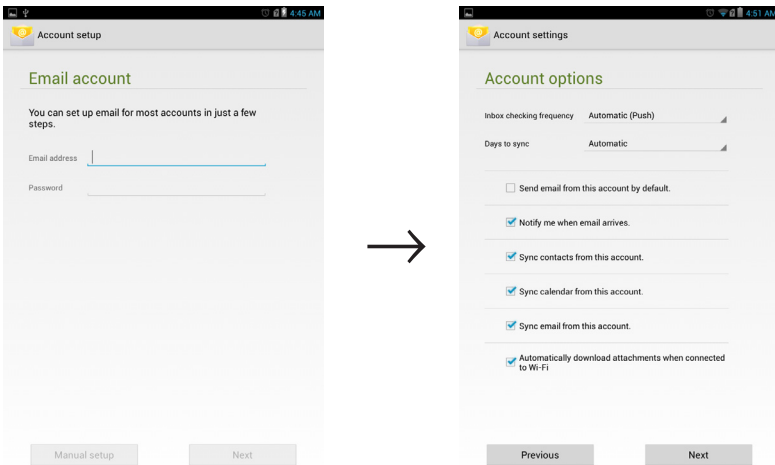 4:45 AM
Account setup
Email account
You can set up email for most accounts in just a few
steps.
Email address
Password
Manual setup
Next
4:51 AM
Account settings
Account options
Inbox checking frequency Automatic (Push)
Days to sync Automatic
Send email from this account by default.
Notify me when email arrives.
Sync contacts from this account.
Sync calendar from this account.
Sync email from this account.
Automatically download attachments when connected
to Wi-Fi
Previous
Next